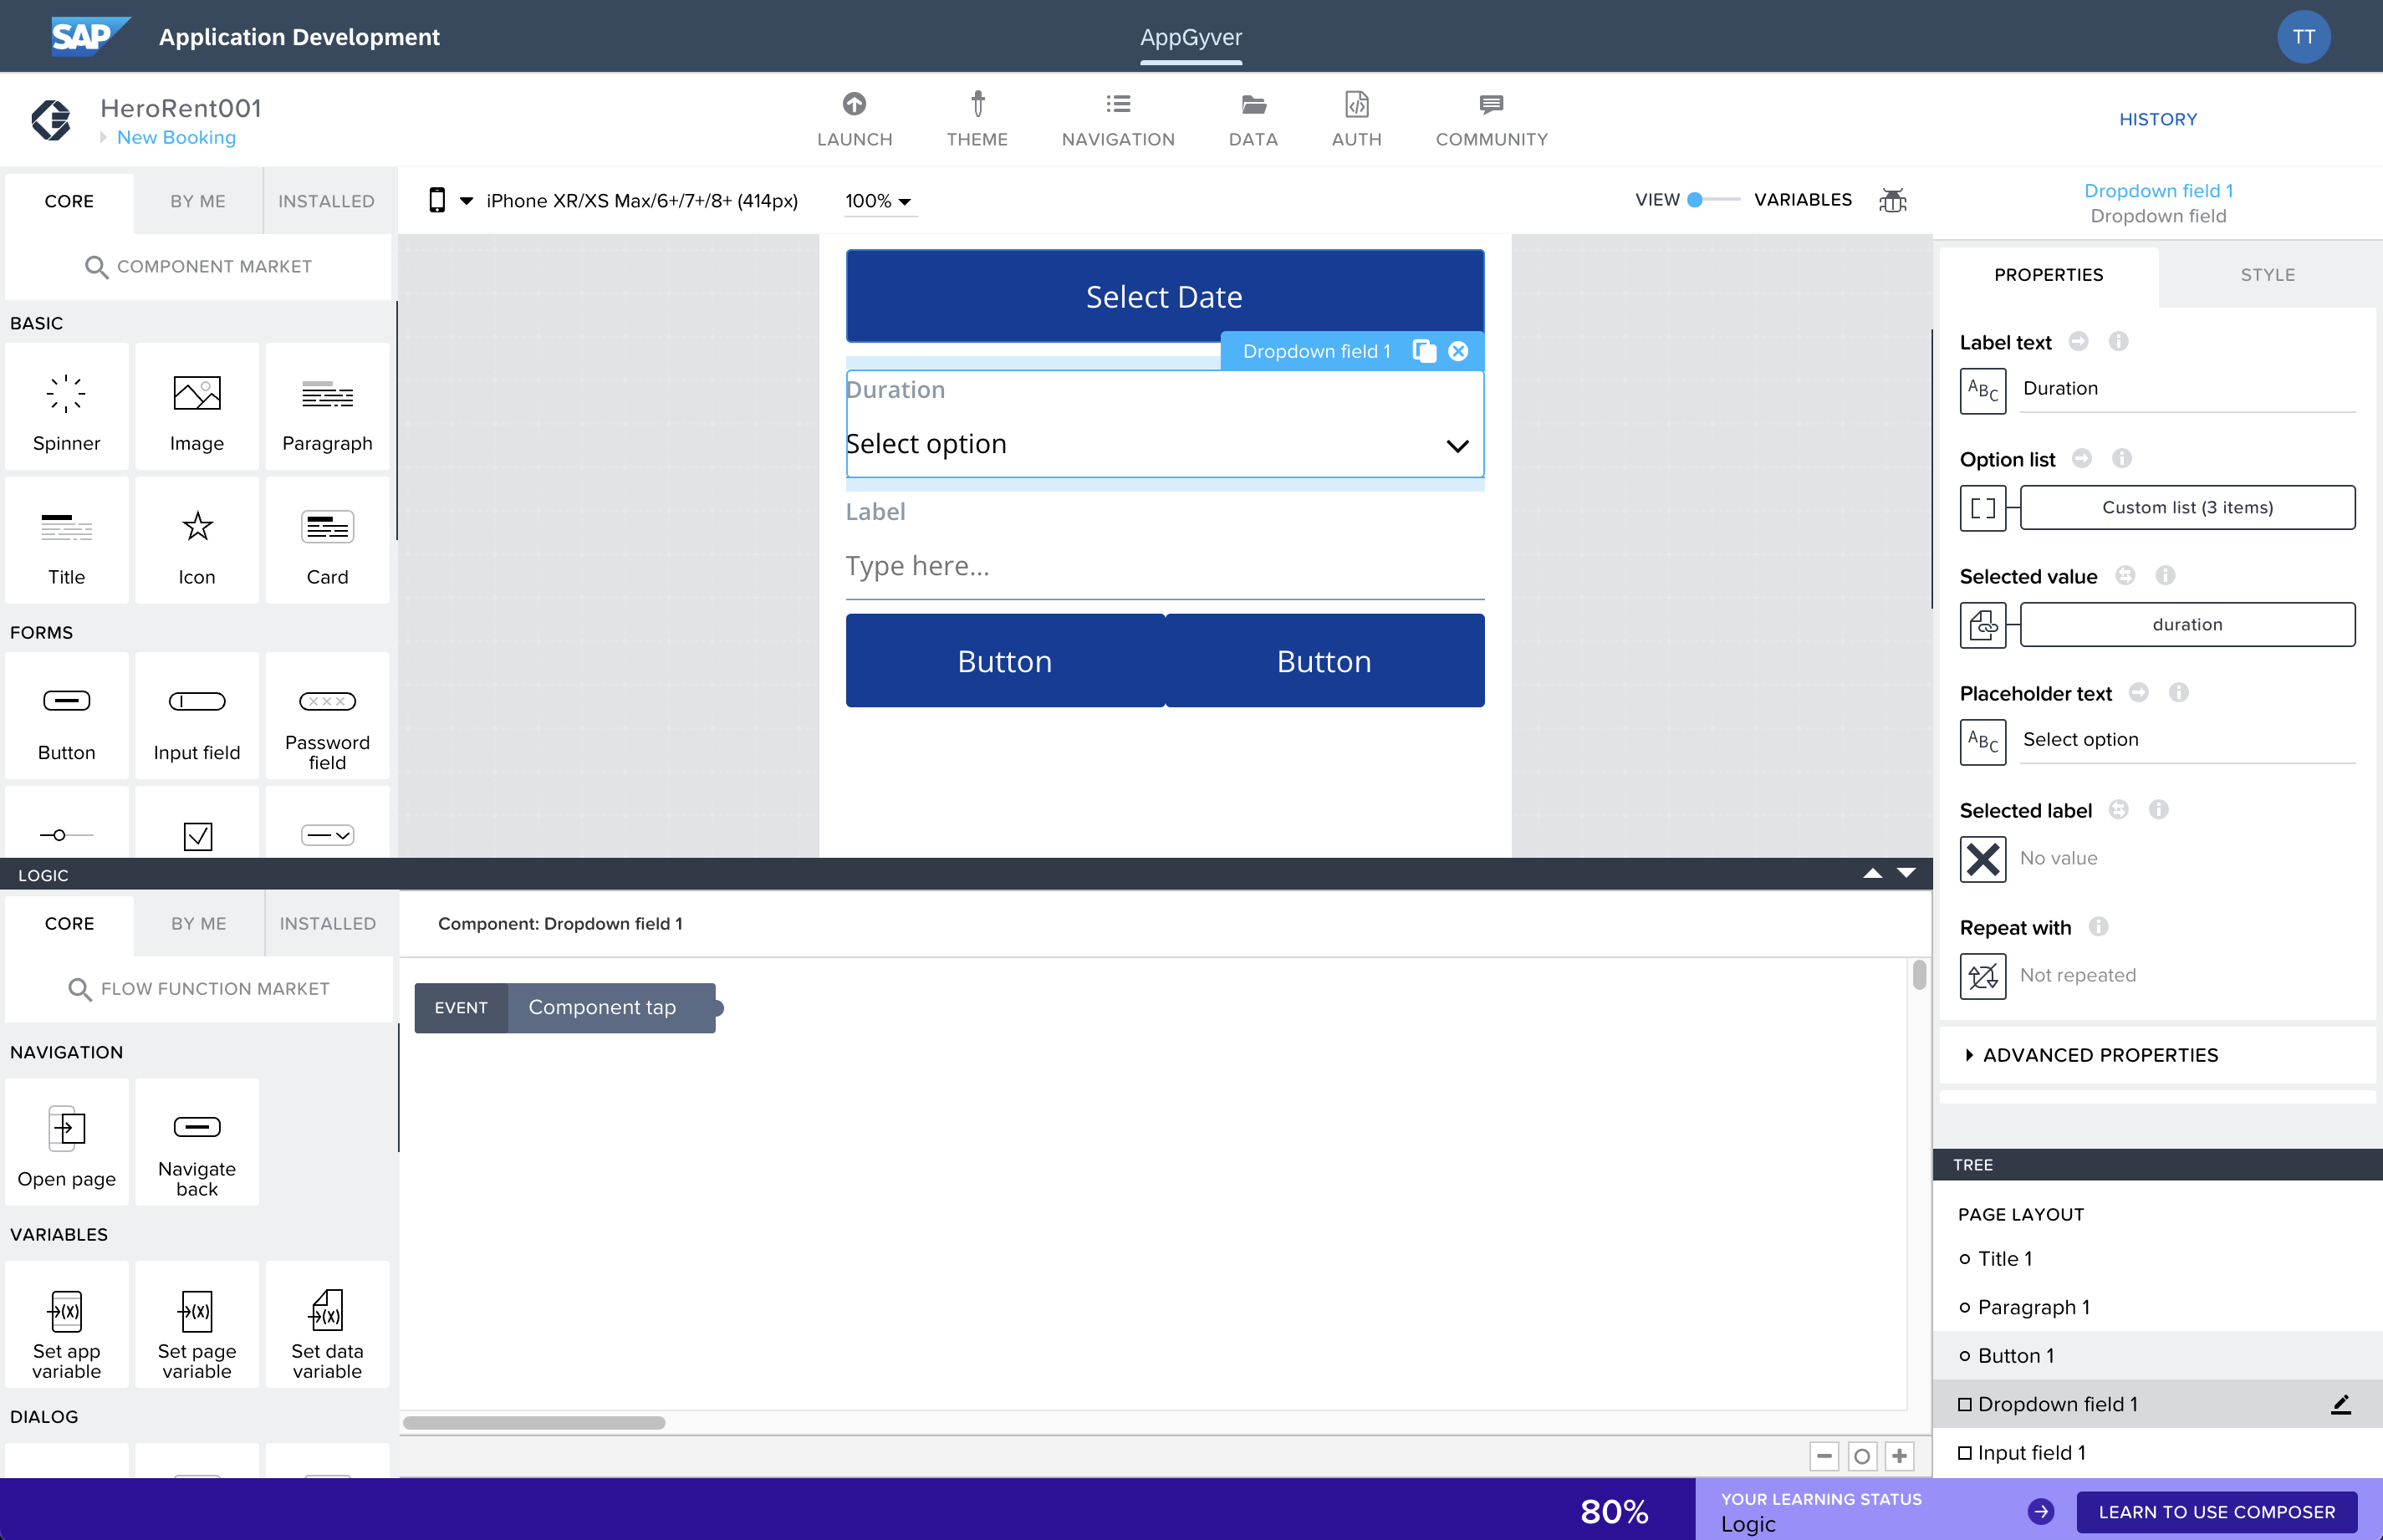 SAP
Application Development
AppGyver
TT
HeroRent001
New Booking
LAUNCH
THEME
NAVIGATION
DATA
AUTH
COMMUNITY
HISTORY
CORE
BY ME
INSTALLED
iPhone XR/XS Max/6+/7+/8+ (414px)
100%
VIEW
VARIABLES
Dropdown field 1
Dropdown field
COMPONENT MARKET
BASIC
Spinner
Image
Paragraph
Title
Icon
Card
FORMS
Button
Input field
Password
field
Select Date
Dropdown field 1
Duration
Select option
Label
Type here...
Button
Button
PROPERTIES
STYLE
Label text
ABC
Duration
Option list
Custom list (3 items)
Selected value
duration
Placeholder text
ABC
Select option
Selected label
No value
Repeat with
Not repeated
ADVANCED PROPERTIES
LOGIC
CORE
BY ME
INSTALLED
Component: Dropdown field 1
FLOW FUNCTION MARKET
EVENT
Component tap
NAVIGATION
Open page
Navigate
back
VARIABLES
(x)
(x)
(x)
Set app
variable
Set page
variable
Set data
variable
DIALOG
TREE
PAGE LAYOUT
Title 1
Paragraph 1
Button 1
Dropdown field 1
Input field 1
80%
YOUR LEARNING STATUS
Logic
LEARN TO USE COMPOSER